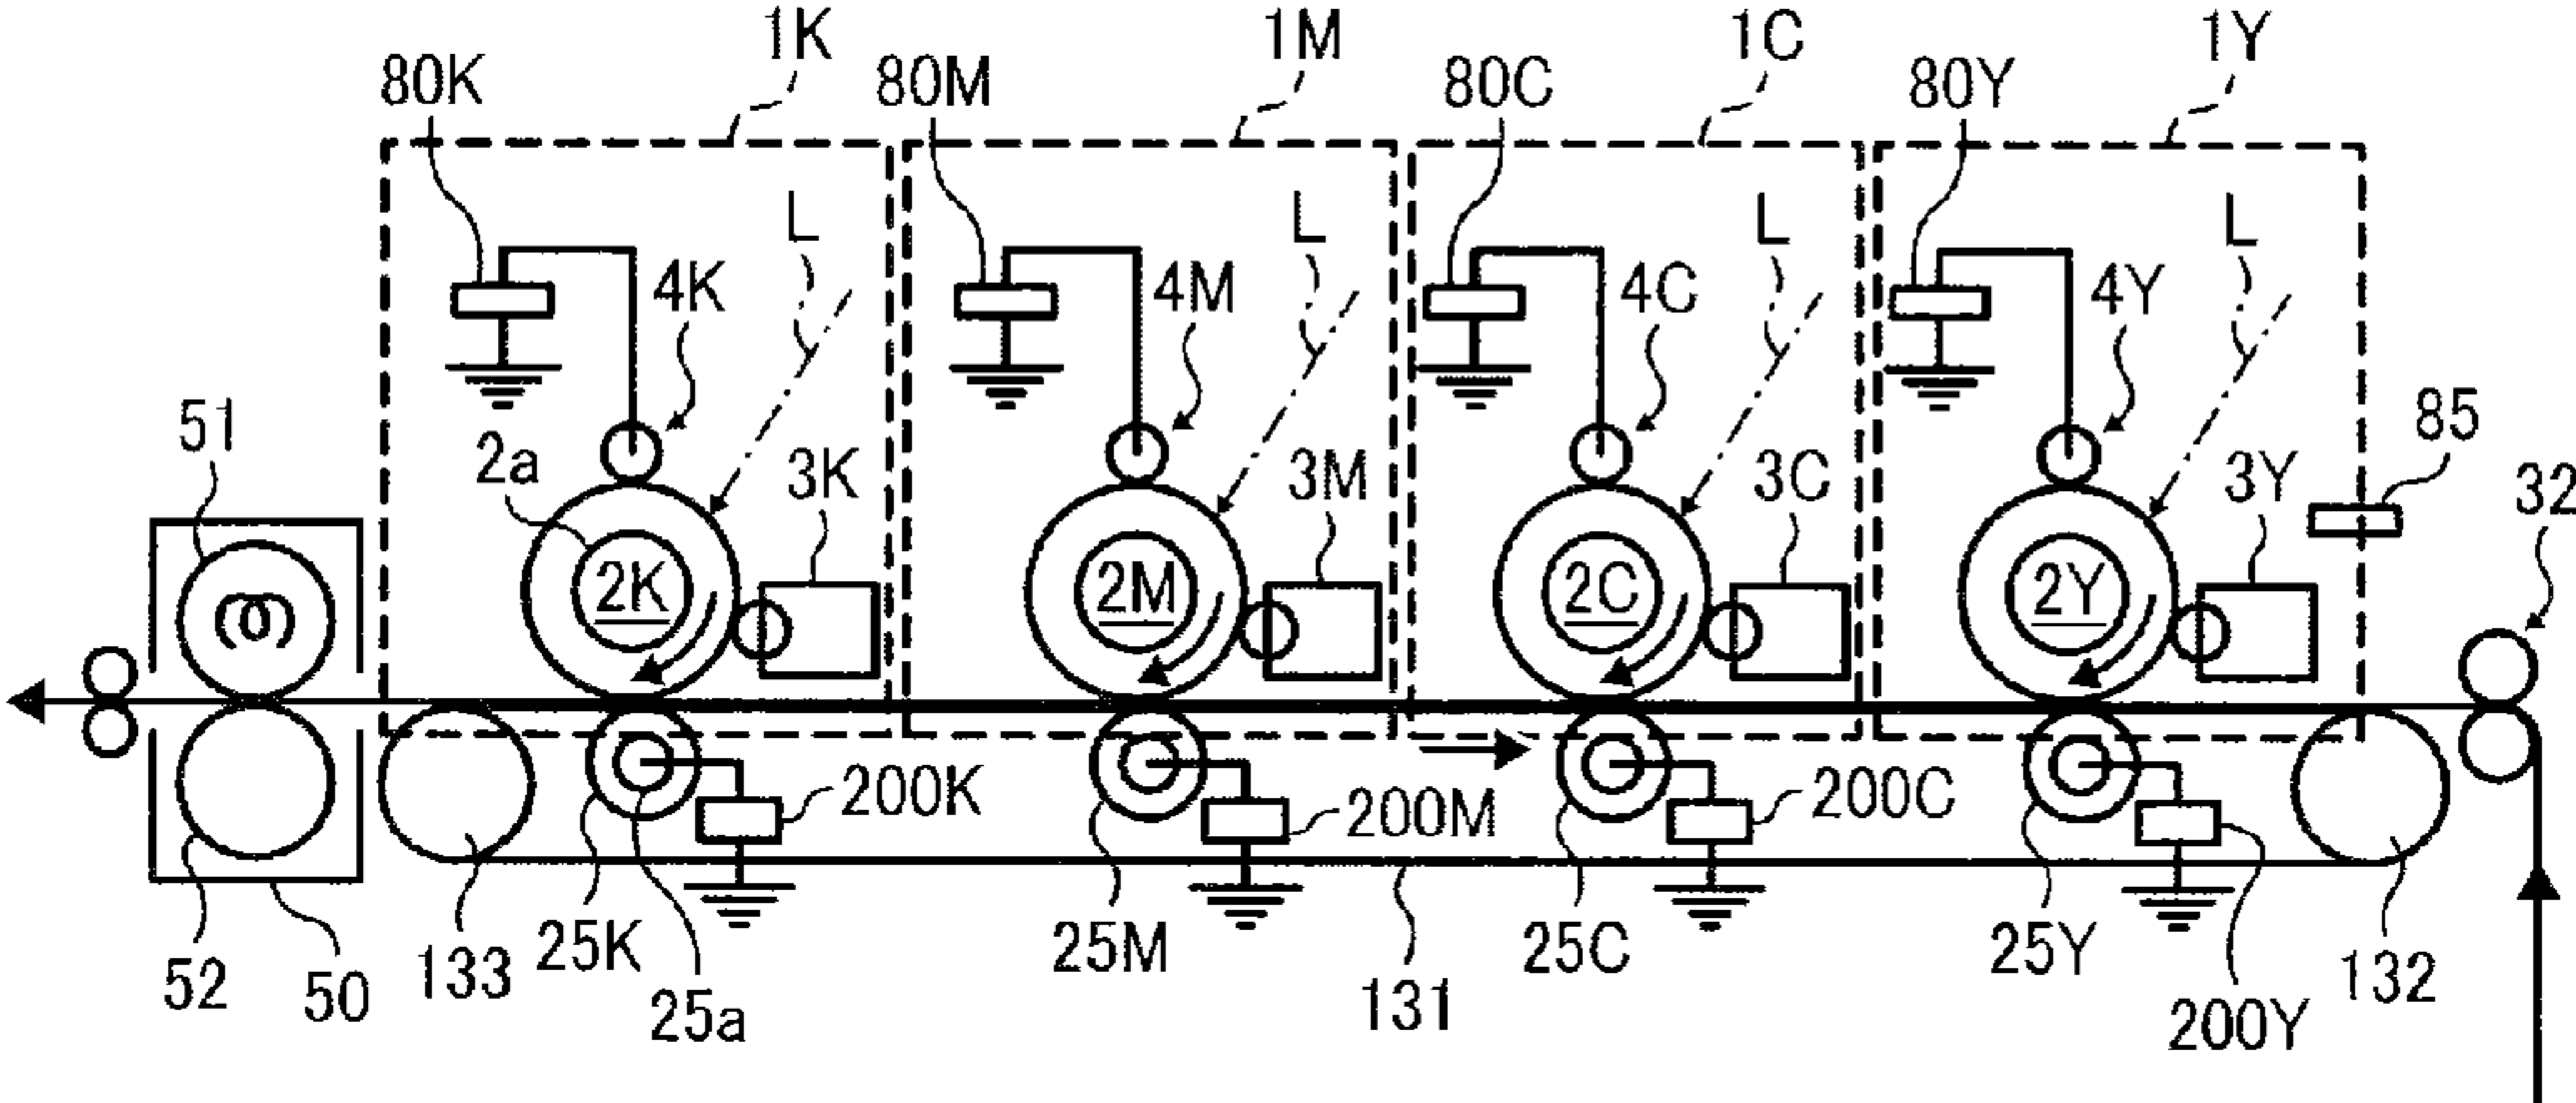 1K 1M 1C 1Y
80K 80M 80C 80Y
L L L L
4K 4M 4C 4Y
51 85
2a 3K 3M 3C 3Y 32
2K 2M 2C 2Y
200K 200M 200C
52 50 133 25K 25M 25C 25Y 132
25a 131 200Y